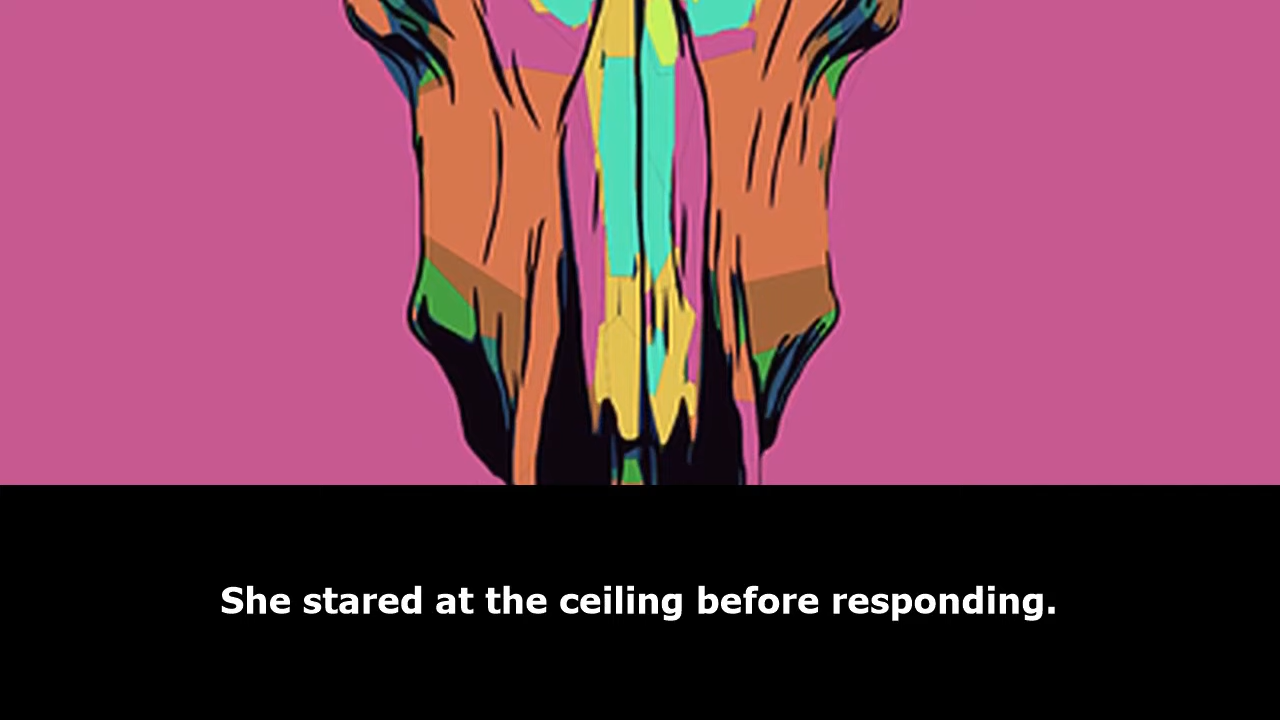 She stared at the ceiling before responding.